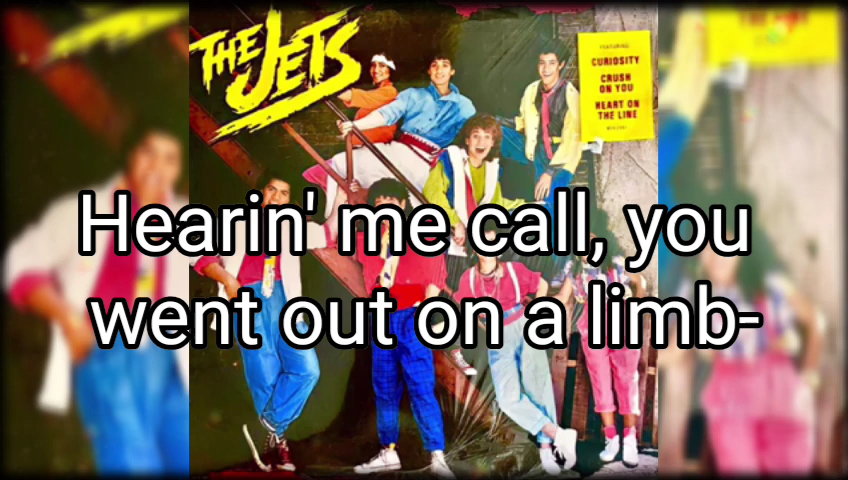 THE JETS
FEATURING
CURIOSITY
CRUSH
ON YOU
HEART ON
THE LINE
Hearin' me call, you
went out on a limb-